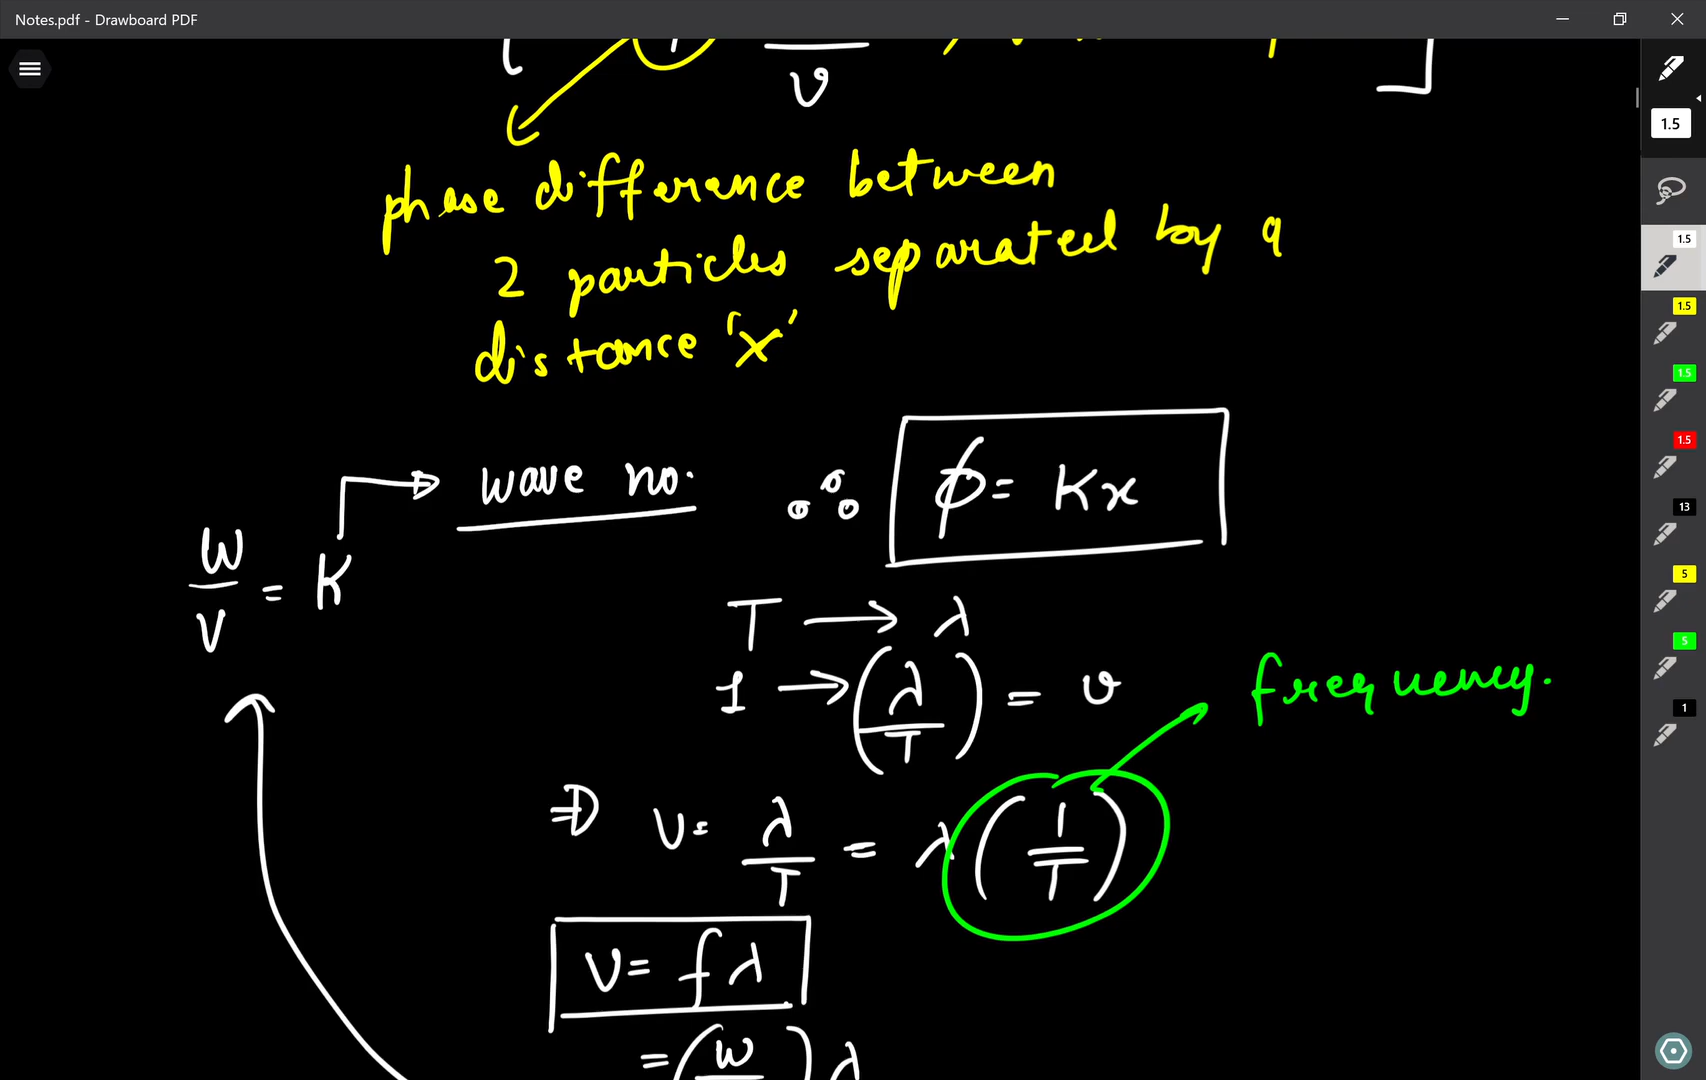 Notes.pdf - Drawboard PDF
v
phase difference between
2 particles separated by a
distance 'x'
wave no.
∴ φ = Kx
W/V = K
T → λ
1 → (λ/T) = v
frequency.
⇒ V = λ/T = λ(1/T)
V = fλ
= (W ) λ
1.5
1.5
1.5
1.5
1.5
13
5
5
1